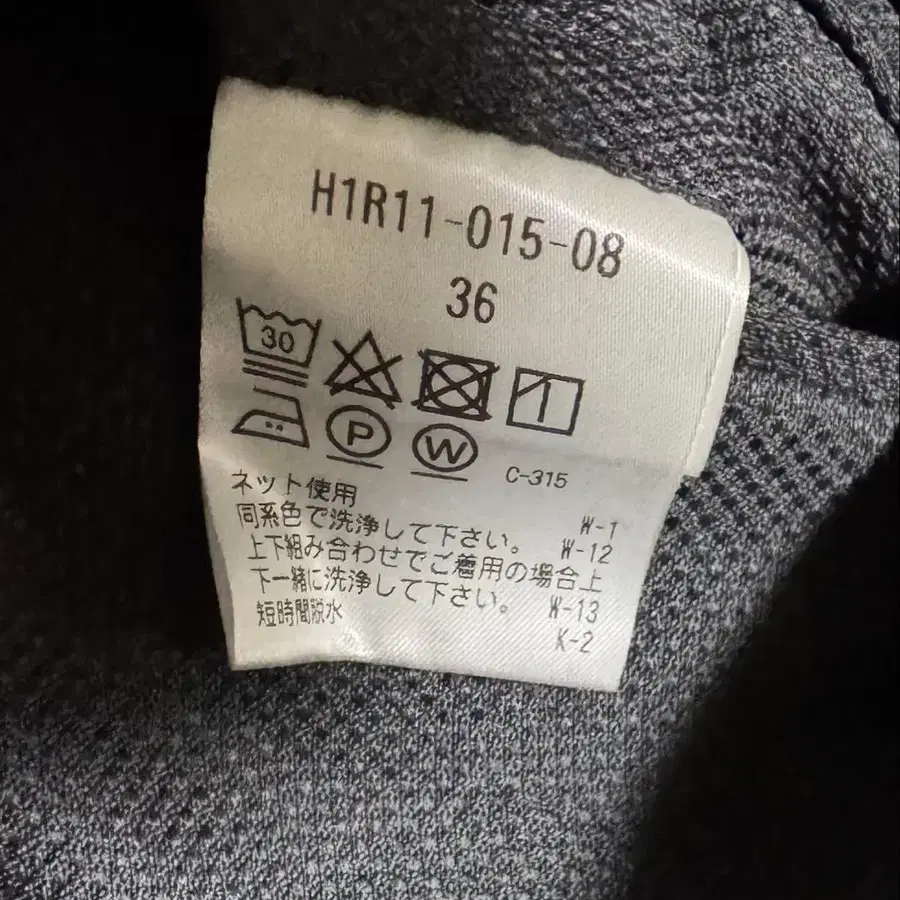 H1R11-015-08
36
30
P W C-315
ネット使用 W-1
同系色で洗浄して下さい。 W-12
上下組み合わせでご着用の場合上
下一緒に洗浄して下さい。 W-13
短時間脱水 K-2